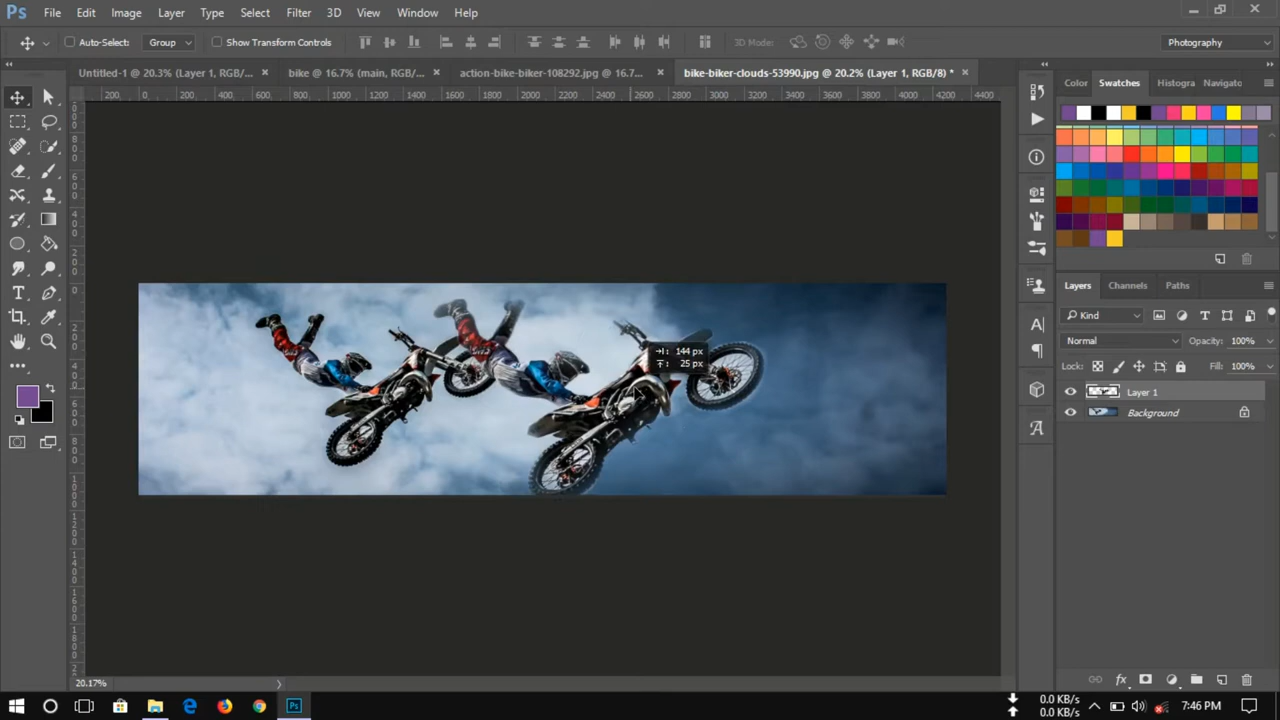 Ps File Edit Image Layer Type Select Filter 3D View Window Help
Auto-Select: Group Show Transform Controls 3D Mode: Photography
Untitled-1 @ 20.3% (Layer 1, RGB/... × bike @ 16.7% (main, RGB/... × action-bike-biker-108292.jpg @ 16.7... × bike-biker-clouds-53990.jpg @ 20.2% (Layer 1, RGB/8) * ×
Color Swatches Histogra Navigato
200 0 200 400 600 800 1000 1200 1400 1600 1800 2000 2200 2400 2600 2800 3000 3200 3400 3600 3800 4000 4200 4400
Layers Channels Paths
Kind
Normal Opacity: 100%
Lock: Fill: 100%
→: 144 px
25 px
Layer 1
Background
20.17%
Ps
0.0 KB/s
0.0 KB/s
7:46 PM